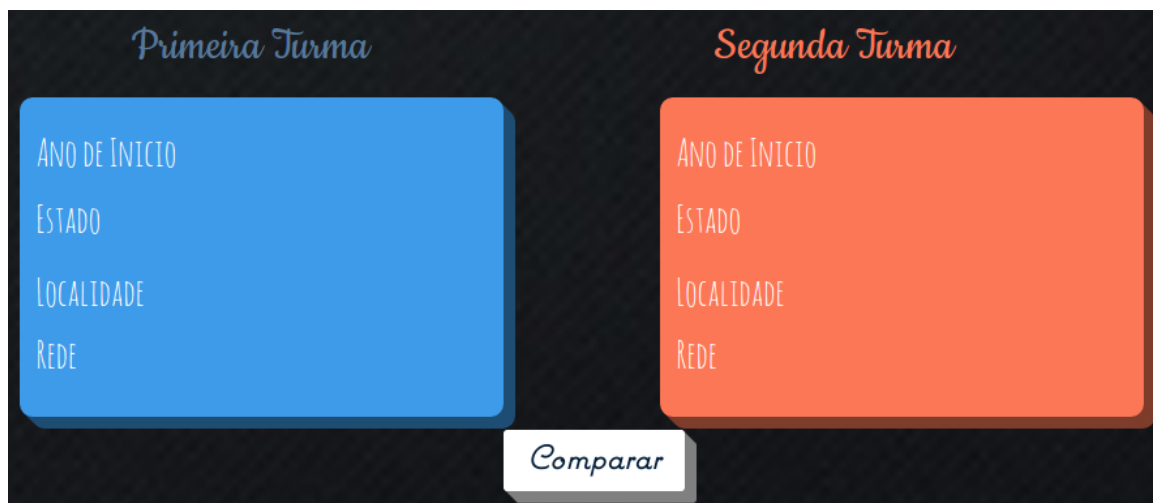 Primeira Turma
Segunda Turma
Ano de Inicio
Estado
Localidade
Rede
Ano de Inicio
Estado
Localidade
Rede
Comparar